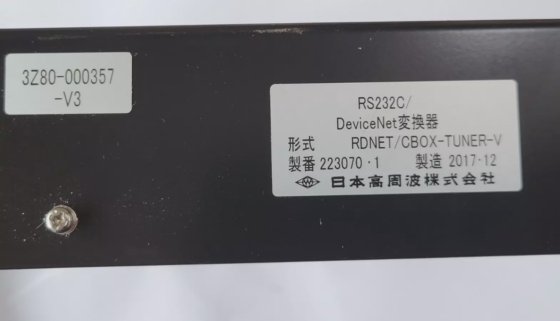 3Z80-000357
-V3
RS232C/
DeviceNet変換器
形式 RDNET/CBOX-TUNER-V
製番 223070・1 製造 2017・12
日本高周波株式会社